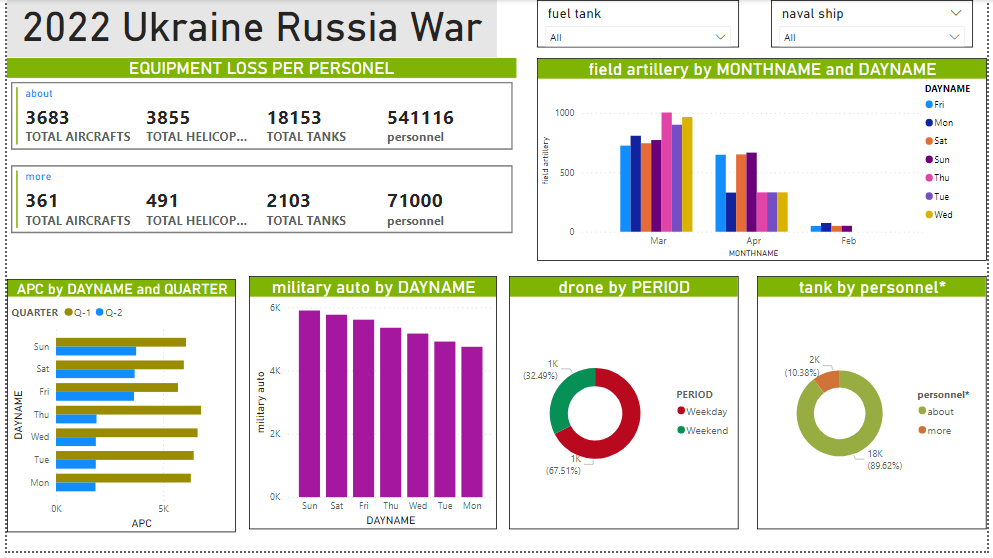 2022 Ukraine Russia War
fuel tank
All
naval ship
All
EQUIPMENT LOSS PER PERSONEL
about
3683 3855 18153 541116
TOTAL AIRCRAFTS TOTAL HELICOP... TOTAL TANKS personnel
more
361 491 2103 71000
TOTAL AIRCRAFTS TOTAL HELICOP... TOTAL TANKS personnel
field artillery by MONTHNAME and DAYNAME
DAYNAME
Fri
Mon
Sat
Sun
Thu
Tue
Wed
field artillery
1000
500
0
Mar Apr Feb
MONTHNAME
APC by DAYNAME and QUARTER
QUARTER Q-1 Q-2
DAYNAME
Sun
Sat
Fri
Thu
Wed
Tue
Mon
0K 5K
APC
military auto by DAYNAME
military auto
6K
4K
2K
0K
Sun Sat Fri Thu Wed Tue Mon
DAYNAME
drone by PERIOD
1K
(32.49%)
1K
(67.51%)
PERIOD
Weekday
Weekend
tank by personnel*
2K
(10.38%)
18K
(89.62%)
personnel*
about
more